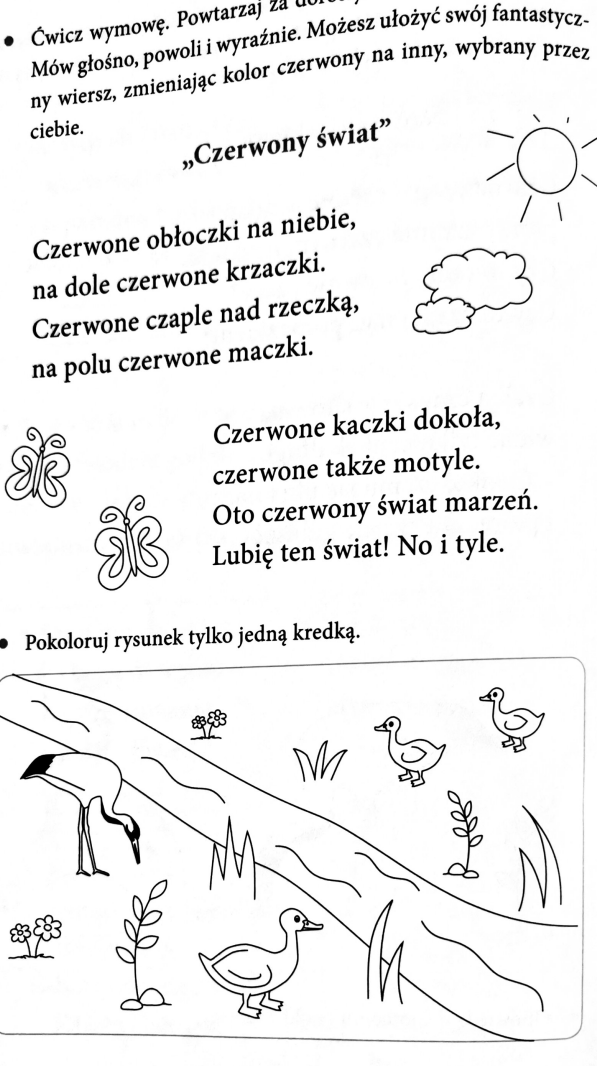 • Ćwicz wymowę. Powtarzaj za
Mów głośno, powoli i wyraźnie. Możesz ułożyć swój fantastycz-
ny wiersz, zmieniając kolor czerwony na inny, wybrany przez
ciebie.
„Czerwony świat”
Czerwone obłoczki na niebie,
na dole czerwone krzaczki.
Czerwone czaple nad rzeczką,
na polu czerwone maczki.
Czerwone kaczki dokoła,
czerwone także motyle.
Oto czerwony świat marzeń.
Lubię ten świat! No i tyle.
• Pokoloruj rysunek tylko jedną kredką.